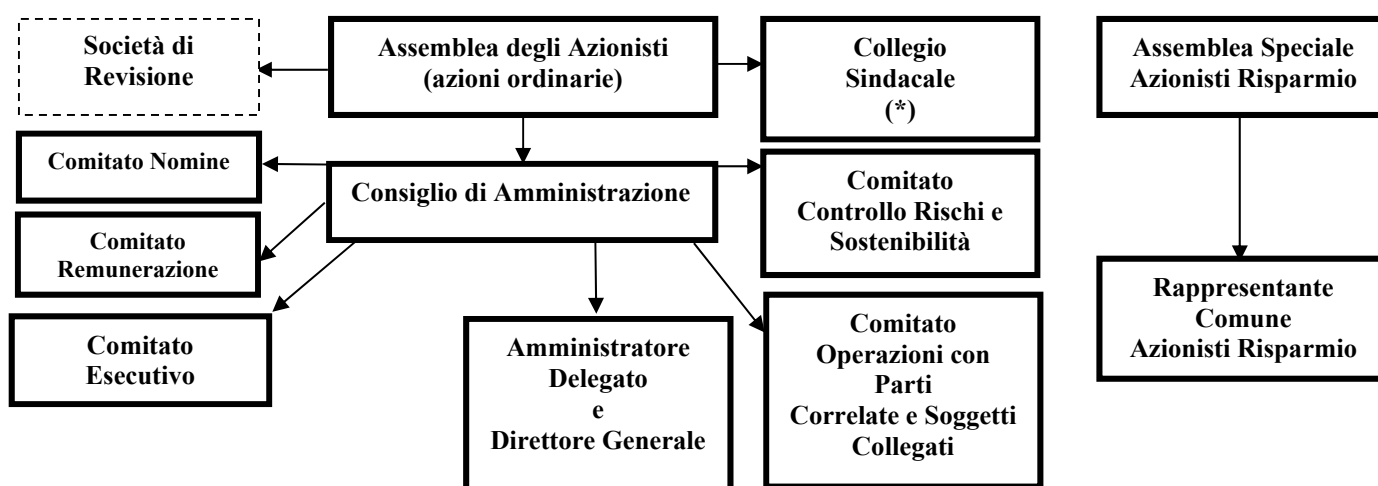 Società di
Revisione
Assemblea degli Azionisti
(azioni ordinarie)
Collegio
Sindacale
(*)
Assemblea Speciale
Azionisti Risparmio
Comitato Nomine
Consiglio di Amministrazione
Comitato
Controllo Rischi e
Sostenibilità
Comitato
Remunerazione
Comitato
Esecutivo
Amministratore
Delegato
e
Direttore Generale
Comitato
Operazioni con
Parti
Correlate e Soggetti
Collegati
Rappresentante
Comune
Azionisti Risparmio